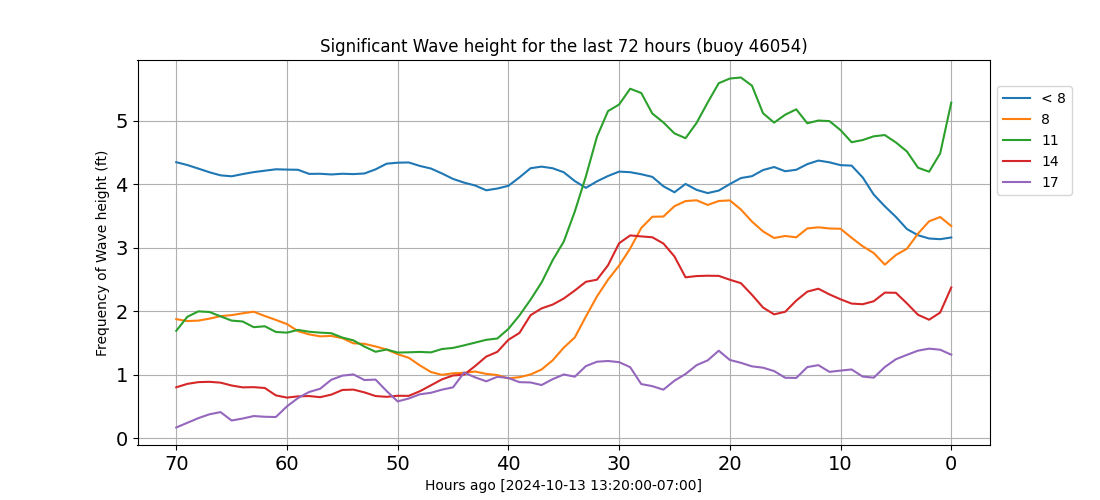 Significant Wave height for the last 72 hours (buoy 46054)
Frequency of Wave height (ft)
5
4
3
2
1
0
70 60 50 40 30 20 10 0
Hours ago [2024-10-13 13:20:00-07:00]
< 8
8
11
14
17